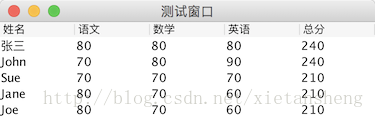 测试窗口
姓名 语文 数学 英语 总分
张三 80 80 80 240
John 70 80 90 240
Sue 70 70 70 210
Jane 80 70 60 210
Joe 80 70 60 210
http://blog.csdn.net/xietansheng